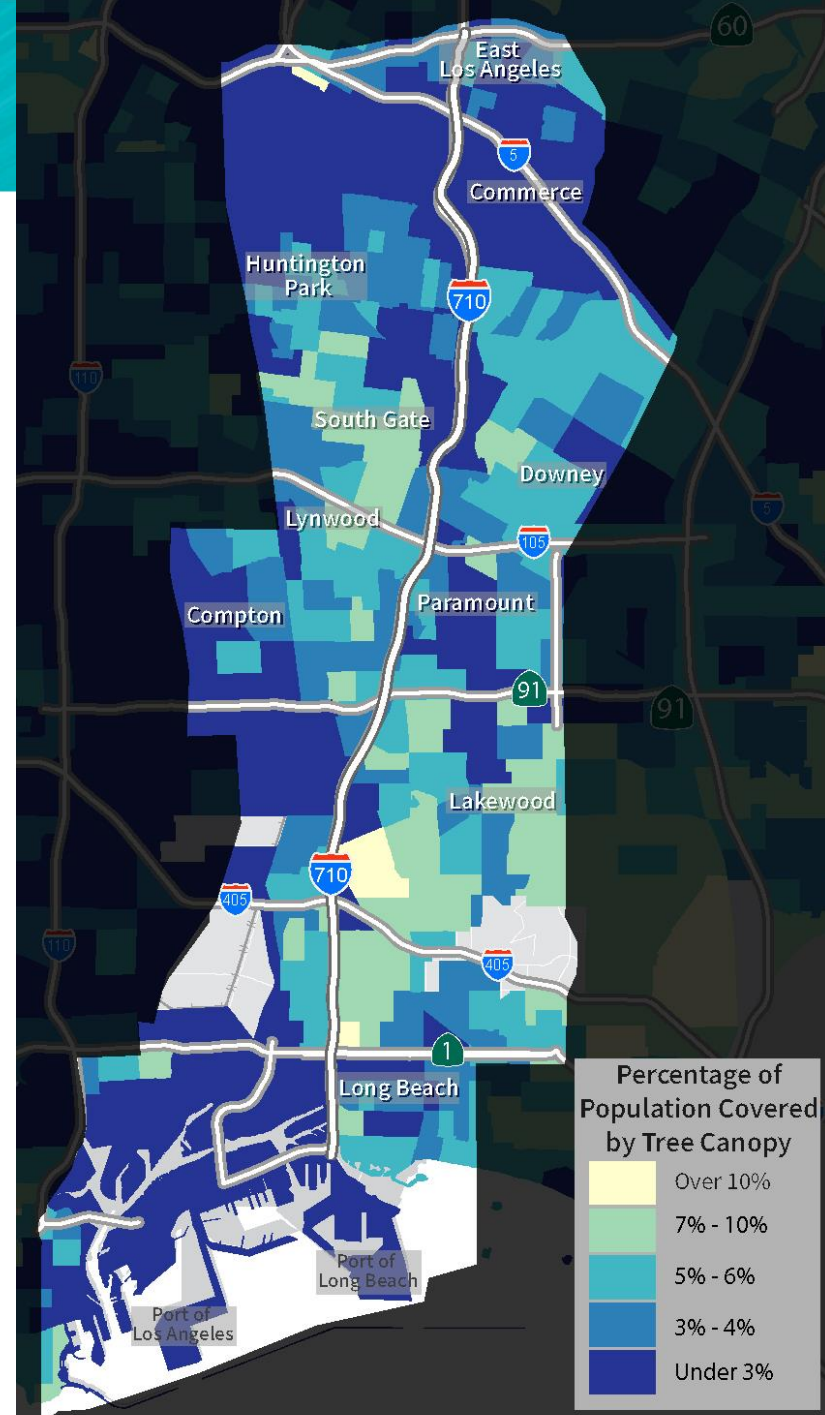 60
East
Los Angeles
5
Commerce
Huntington
Park
710
110
South Gate
Downey
5
Lynwood
105
Compton
Paramount
91
91
Lakewood
710
405
110
405
1
Long Beach
Port of
Long Beach
Port of
Los Angeles
Percentage of
Population Covered
by Tree Canopy
Over 10%
7% - 10%
5% - 6%
3% - 4%
Under 3%